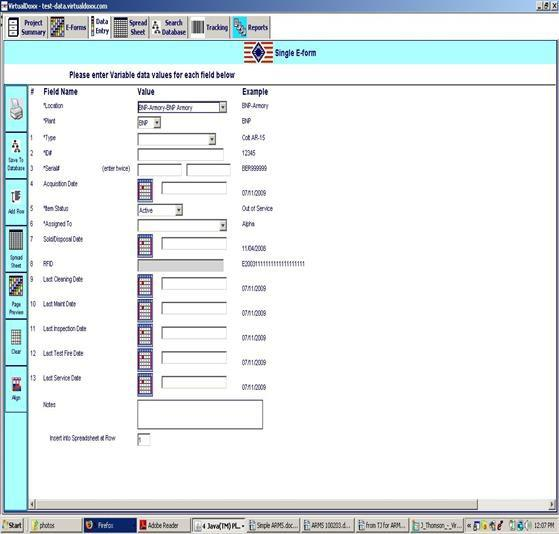 VirtualDoxx - test-data.virtualdoxx.com
Project Summary
E-Forms
Data Entry
Spread Sheet
Search Database
Tracking
Reports
Single E-form
Please enter Variable data values for each field below
# Field Name Value Example
*Location BNP-Armory-BNP Armory BNP-Armory
*Plant BNP BNP
1 *Type Colt AR-15
2 *ID# 12345
3 *Serial# (enter twice) BER999999
4 Acquisition Date 07/11/2009
5 *Item Status Active Out of Service
6 *Assigned To Alpha
7 Sold/Disposal Date 11/04/2008
8 RFID
9 Last Cleaning Date 07/11/2009
10 Last Maint Date 07/11/2009
11 Last Inspection Date 07/11/2009
12 Last Test Fire Date 07/11/2009
13 Last Service Date 07/11/2009
Notes
Insert into Spreadsheet at Row 1
Save To Database
Add Row
Spread Sheet
Page Preview
Clear
Align
Start photos Firefox Adobe Reader 4 Java(TM) Pl... Simple ARMS.doc... ARMS 100203.d... from TJ for ARM... J_Thomson_-_Vir... 12:07 PM